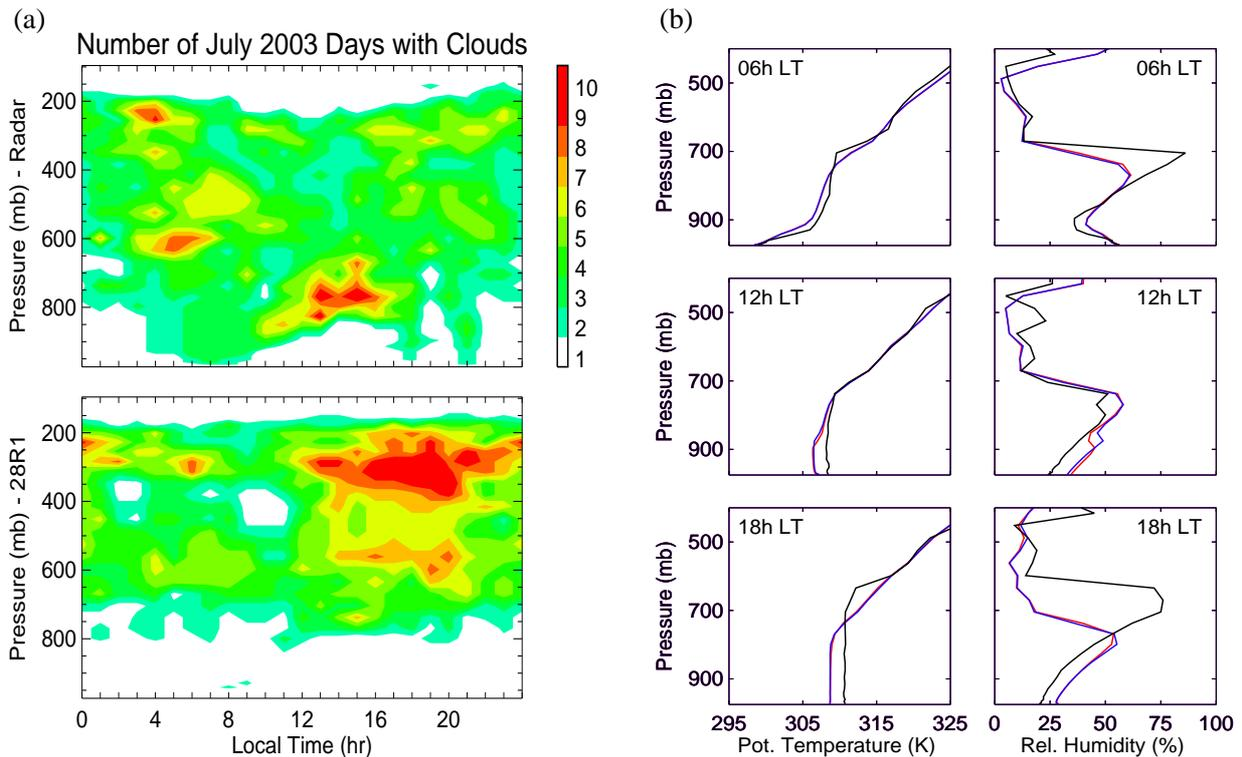 (a)
Number of July 2003 Days with Clouds
Pressure (mb) - Radar
200
400
600
800
10
9
8
7
6
5
4
3
2
1
Pressure (mb) - 28R1
200
400
600
800
0 4 8 12 16 20
Local Time (hr)
(b)
06h LT
06h LT
Pressure (mb)
500
700
900
12h LT
12h LT
Pressure (mb)
500
700
900
18h LT
18h LT
Pressure (mb)
500
700
900
295 305 315 325
Pot. Temperature (K)
0 25 50 75 100
Rel. Humidity (%)